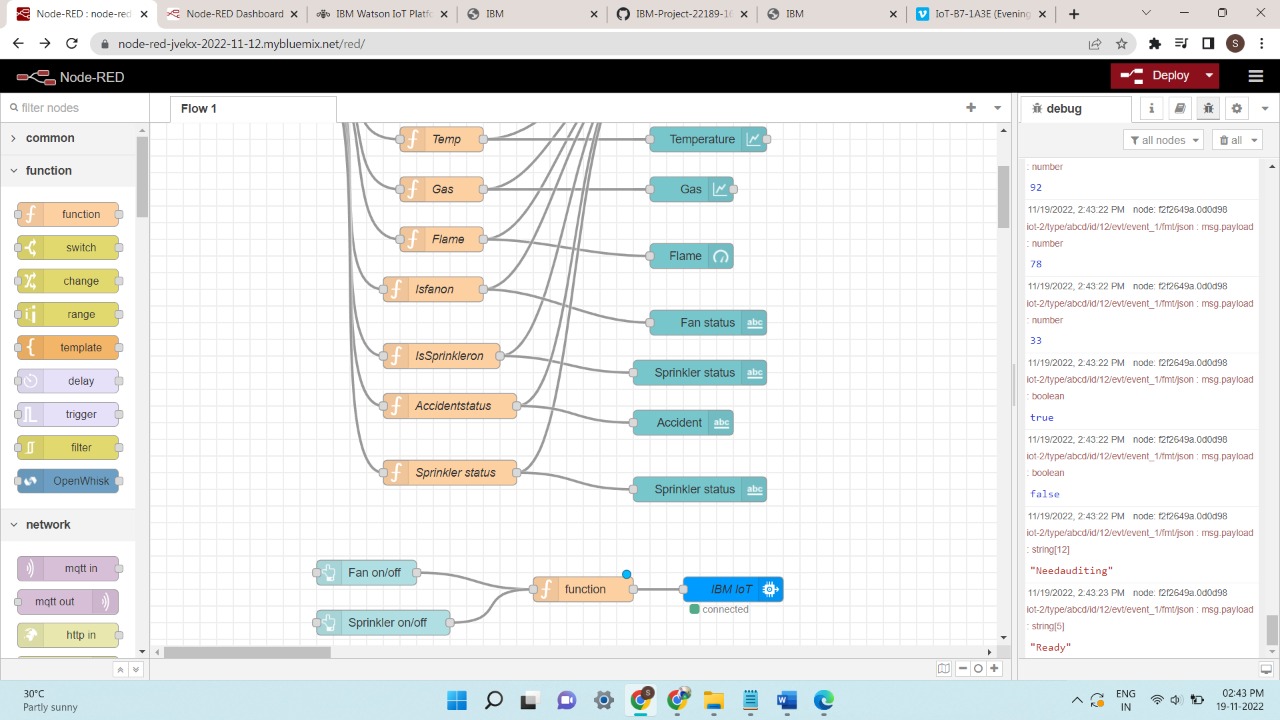 Node-RED : node-red
Node-RED Dashboard
IBM Watson IoT Platf
IBM
IBM-Project-22189-16
IBM
IoT-B7-1A3E (Evening
node-red-jvekx-2022-11-12.mybluemix.net/red/
S
Node-RED
Deploy
filter nodes
Flow 1
debug
common
function
function
switch
change
range
template
delay
trigger
filter
OpenWhisk
network
mqtt in
mqtt out
http in
Temp
Temperature
Gas
Gas
Flame
Flame
Isfanon
Fan status
abc
IsSprinkleron
Sprinkler status
abc
Accidentstatus
Accident
abc
Sprinkler status
Sprinkler status
abc
Fan on/off
function
IBM IoT
connected
Sprinkler on/off
all nodes
all
: number
92
11/19/2022, 2:43:22 PM node: f2f2649a.0d0d98
iot-2/type/abcd/id/12/evt/event_1/fmt/json : msg.payload
: number
78
11/19/2022, 2:43:22 PM node: f2f2649a.0d0d98
iot-2/type/abcd/id/12/evt/event_1/fmt/json : msg.payload
: number
33
11/19/2022, 2:43:22 PM node: f2f2649a.0d0d98
iot-2/type/abcd/id/12/evt/event_1/fmt/json : msg.payload
: boolean
true
11/19/2022, 2:43:22 PM node: f2f2649a.0d0d98
iot-2/type/abcd/id/12/evt/event_1/fmt/json : msg.payload
: boolean
false
11/19/2022, 2:43:22 PM node: f2f2649a.0d0d98
iot-2/type/abcd/id/12/evt/event_1/fmt/json : msg.payload
: string[12]
"Needauditing"
11/19/2022, 2:43:23 PM node: f2f2649a.0d0d98
iot-2/type/abcd/id/12/evt/event_1/fmt/json : msg.payload
: string[5]
"Ready"
30°C
Partly sunny
ENG
IN
02:43 PM
19-11-2022